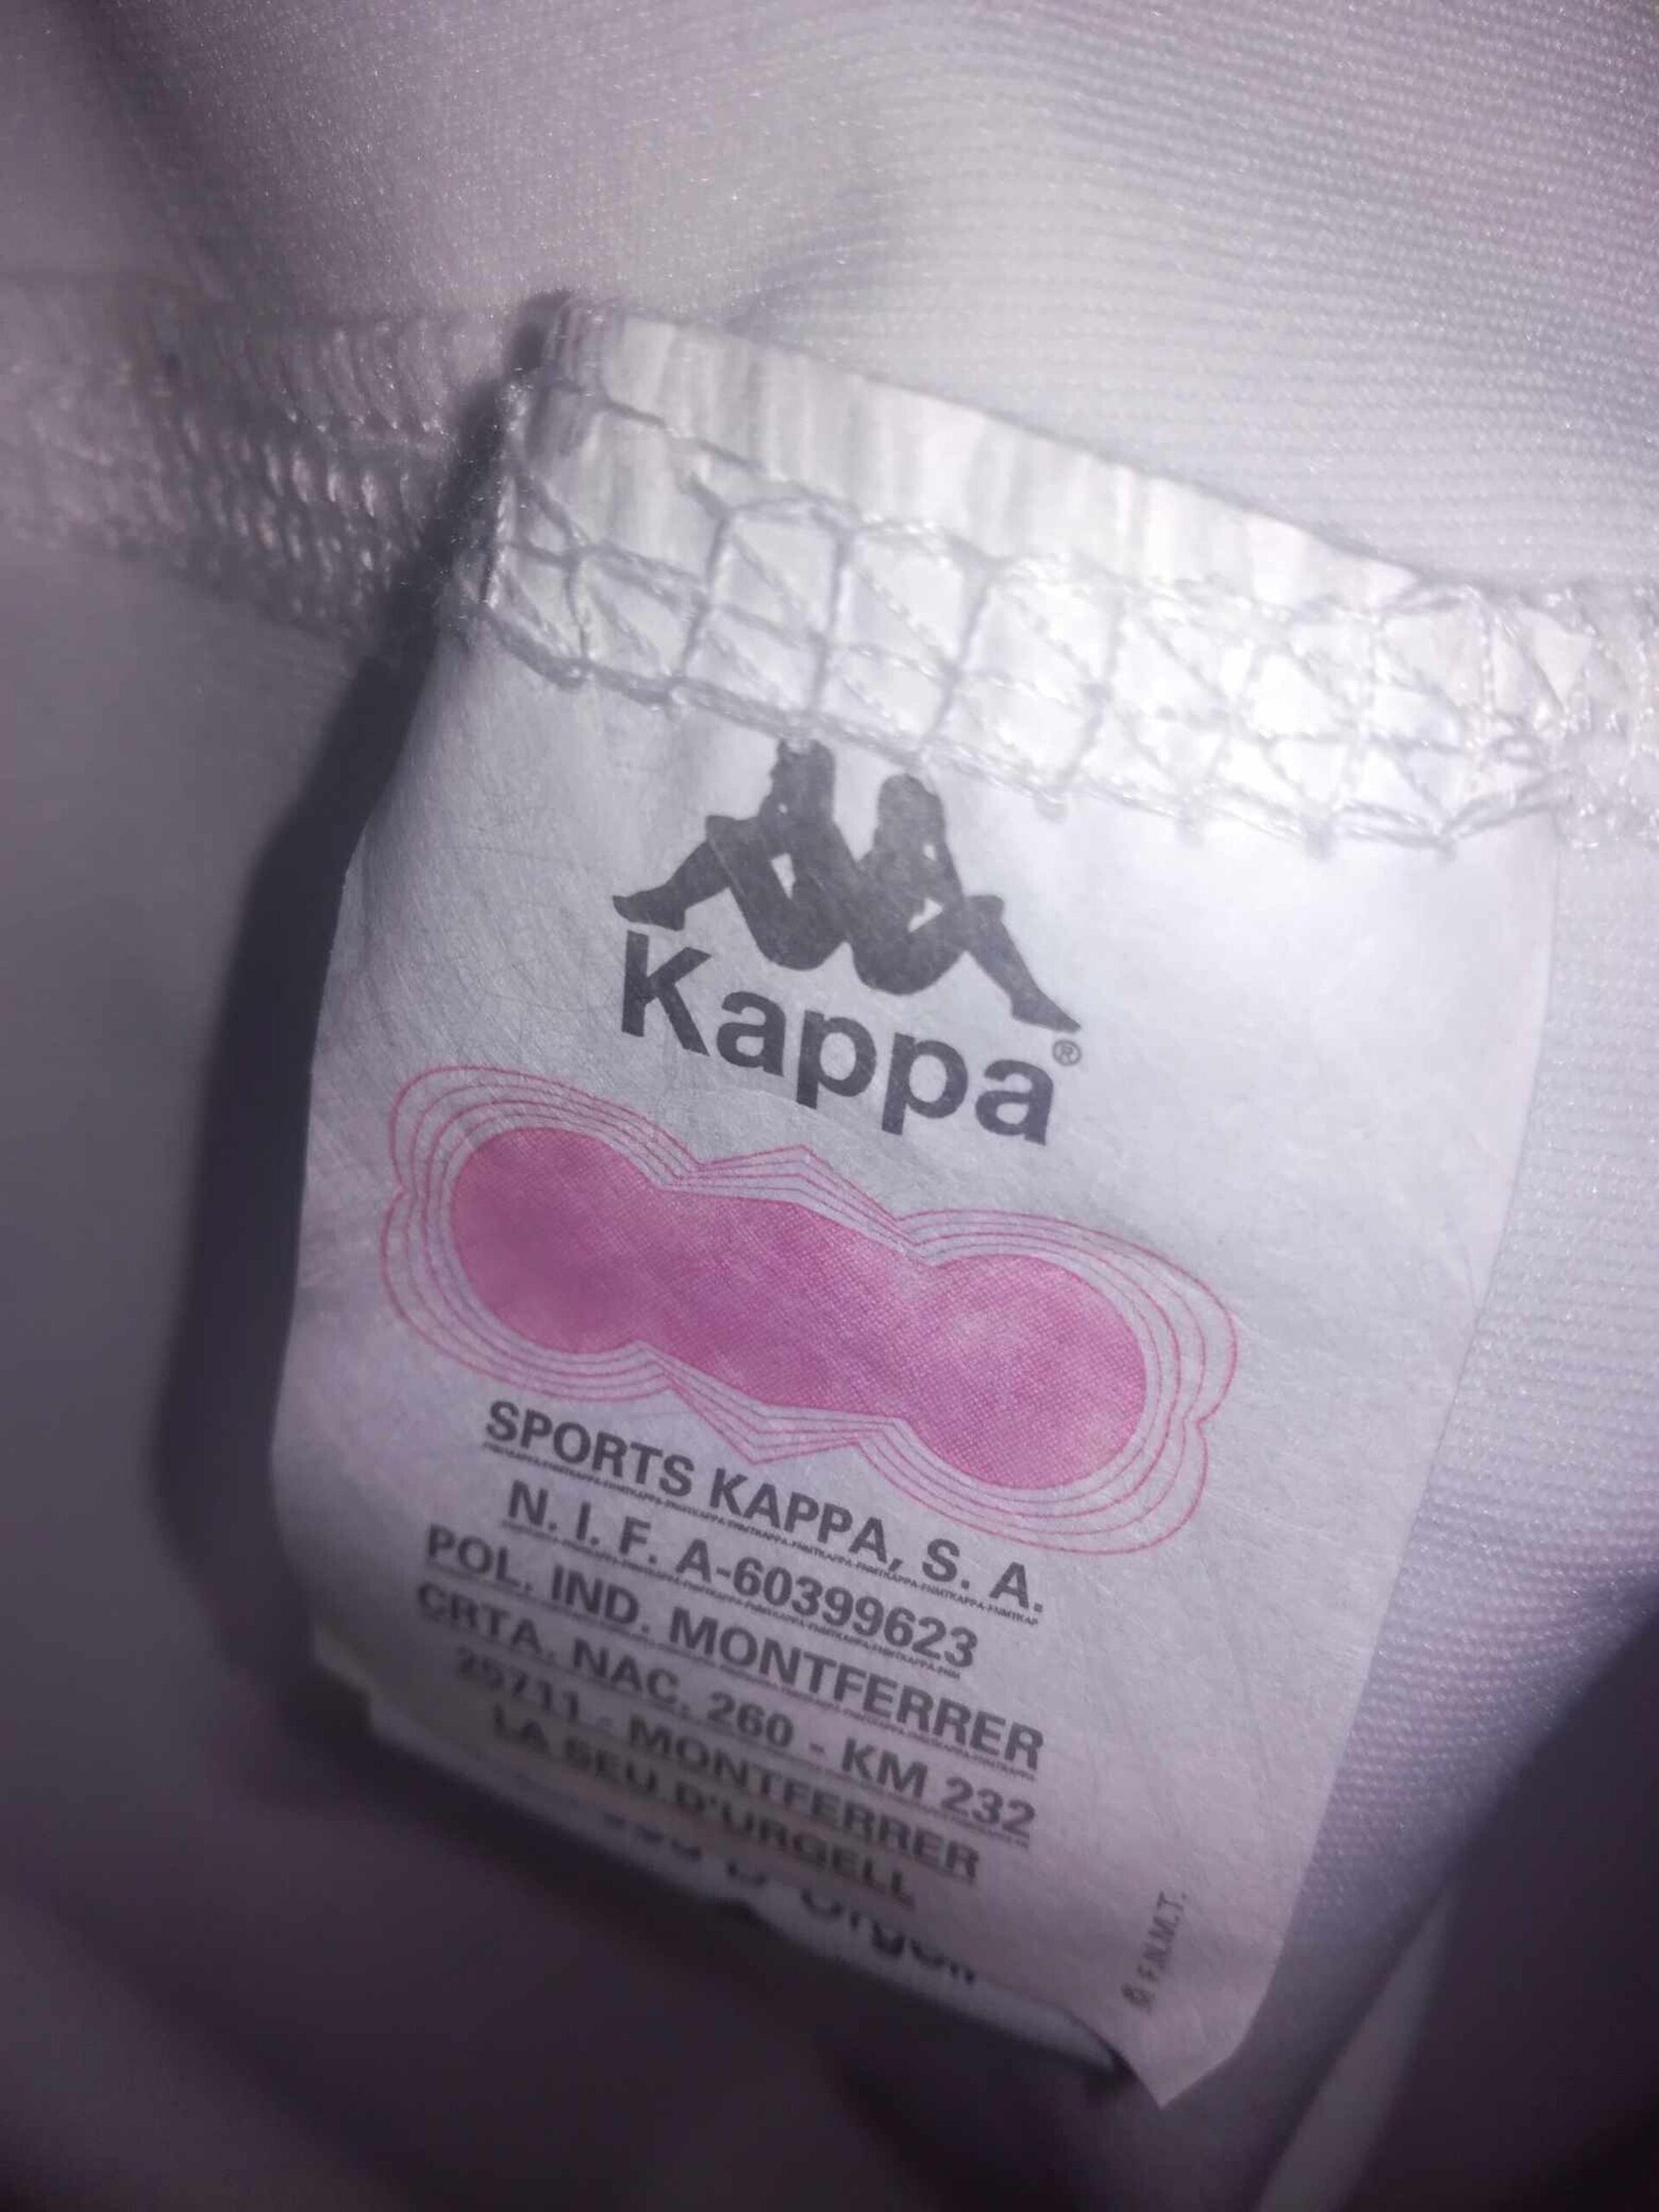 Kappa®
SPORTS KAPPA, S. A.
N. I. F. A-60399623
POL. IND. MONTFERRER
CRTA. NAC. 260 - KM 232
25711 - MONTFERRER
LA SEU D'URGELL
© F.N.M.T.